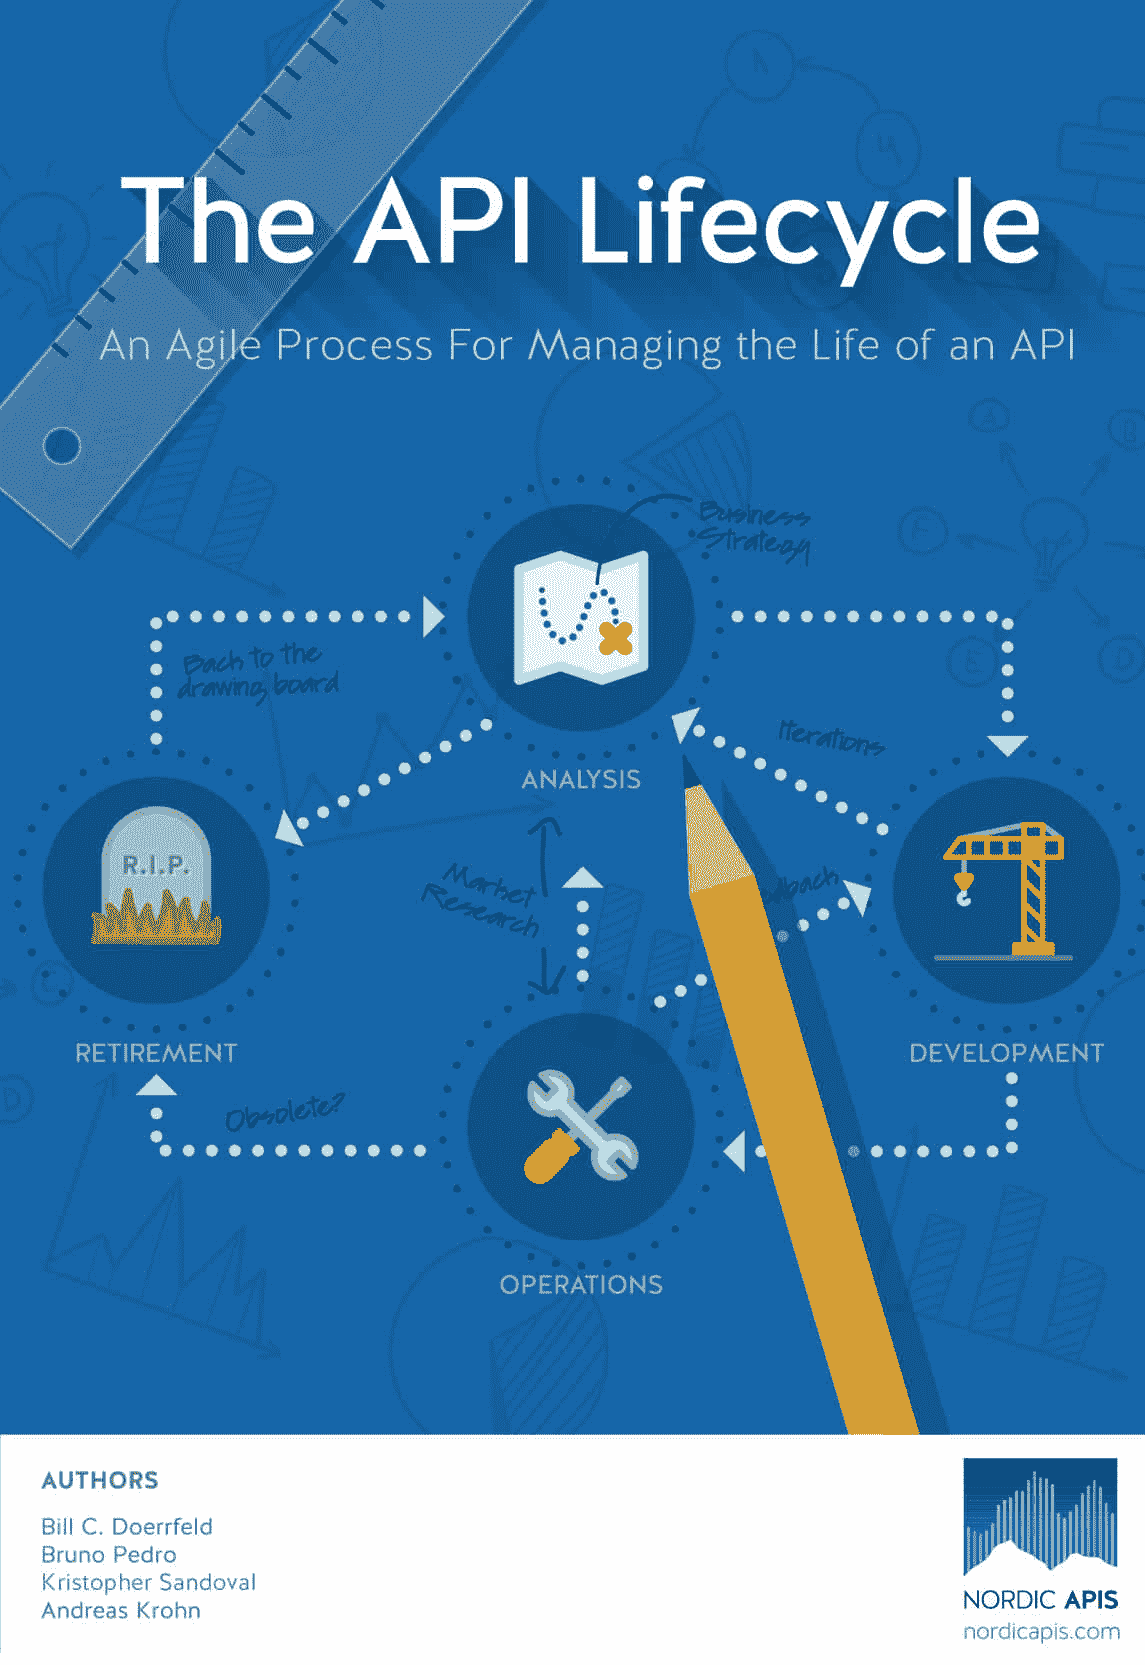 The API Lifecycle
An Agile Process For Managing the Life of an API
Business
Strategy
Back to the
drawing board
Iterations
ANALYSIS
R.I.P.
Market
Research
RETIREMENT
DEVELOPMENT
Obsolete?
OPERATIONS
AUTHORS
Bill C. Doerrfeld
Bruno Pedro
Kristopher Sandoval
Andreas Krohn
NORDIC APIS
nordicapis.com